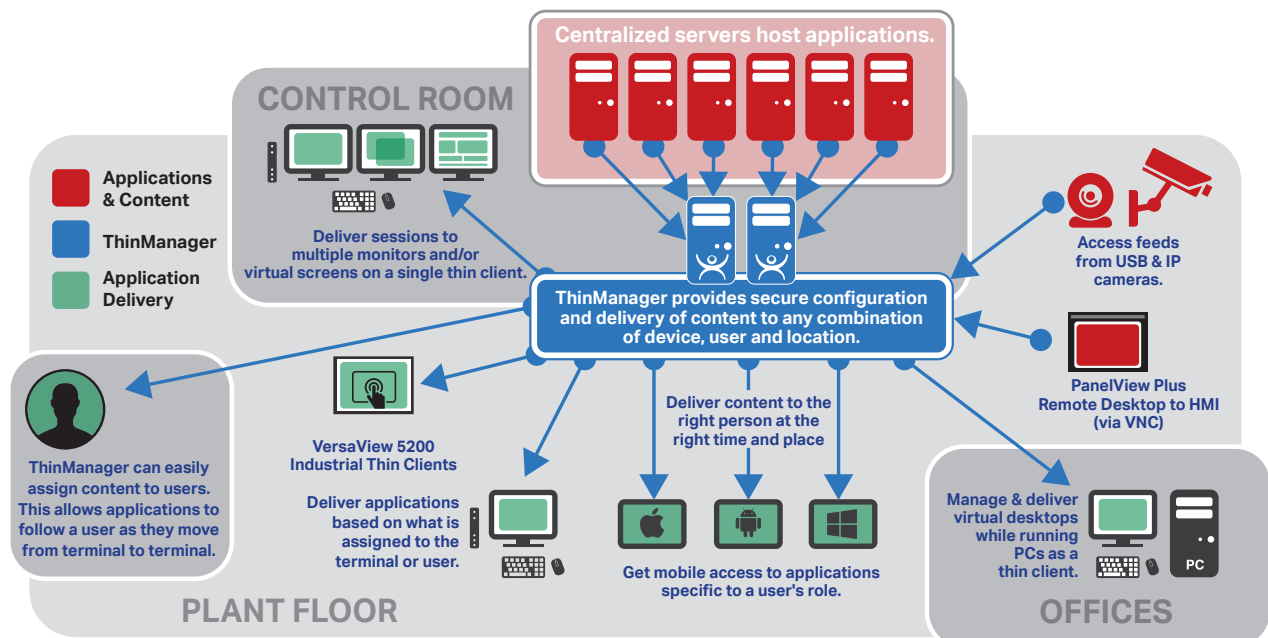 Centralized servers host applications.
CONTROL ROOM
Applications
& Content
ThinManager
Application
Delivery
Deliver sessions to
multiple monitors and/or
virtual screens on a single thin client.
Access feeds
from USB & IP
cameras.
ThinManager provides secure configuration
and delivery of content to any combination
of device, user and location.
PanelView Plus
Remote Desktop to HMI
(via VNC)
ThinManager can easily
assign content to users.
This allows applications to
follow a user as they move
from terminal to terminal.
VersaView 5200
Industrial Thin Clients
Deliver applications
based on what is
assigned to the
terminal or user.
Deliver content to the
right person at the
right time and place
Get mobile access to applications
specific to a user's role.
Manage & deliver
virtual desktops
while running
PCs as a
thin client.
PC
PLANT FLOOR
OFFICES